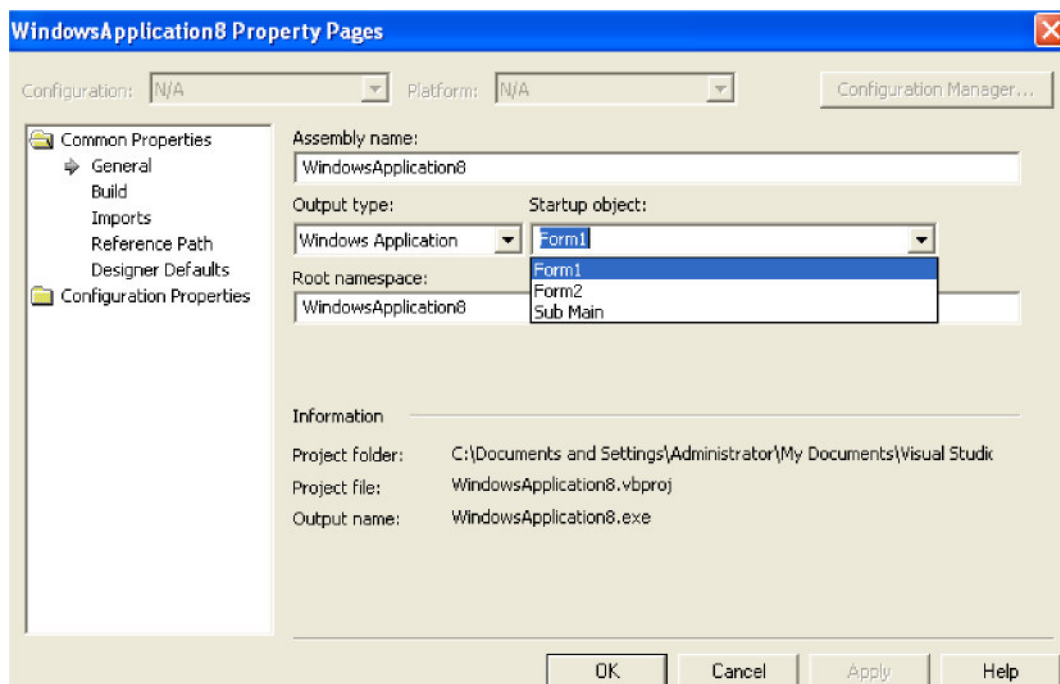 WindowsApplication8 Property Pages
Configuration: N/A Platform: N/A Configuration Manager...
Common Properties
General
Build
Imports
Reference Path
Designer Defaults
Configuration Properties
Assembly name:
WindowsApplication8
Output type: Startup object:
Windows Application Form1
Form1
Form2
Sub Main
Root namespace:
WindowsApplication8
Information
Project folder: C:\Documents and Settings\Administrator\My Documents\Visual Studic
Project file: WindowsApplication8.vbproj
Output name: WindowsApplication8.exe
OK Cancel Apply Help